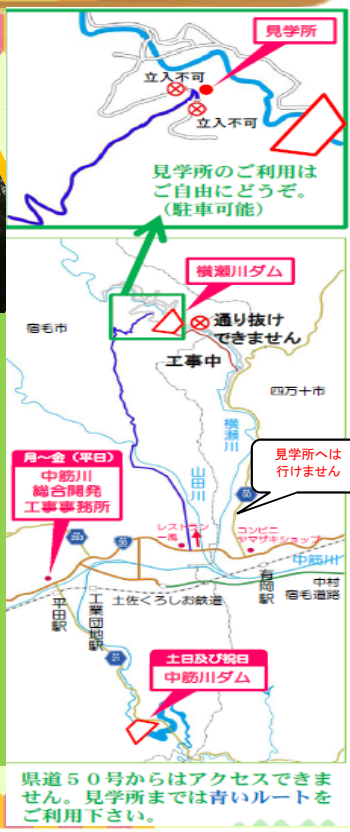 見学所
立入不可
立入不可
見学所のご利用は
ご自由にどうぞ。
（駐車可能）
横瀬川ダム
通り抜け
できません
工事中
宿毛市
四万十市
横瀬川
山田川
見学所へは
行けません
月～金（平日）
中筋川
総合開発
工事事務所
レストラン
一風
コンビニ
ヤマザキショップ
50
353
56
中筋川
有岡駅
中村
宿毛道路
土佐くろしお鉄道
平田駅
工業団地駅
21
土日及び祝日
中筋川ダム
県道５０号からはアクセスできま
せん。見学所までは青いルートを
ご利用下さい。